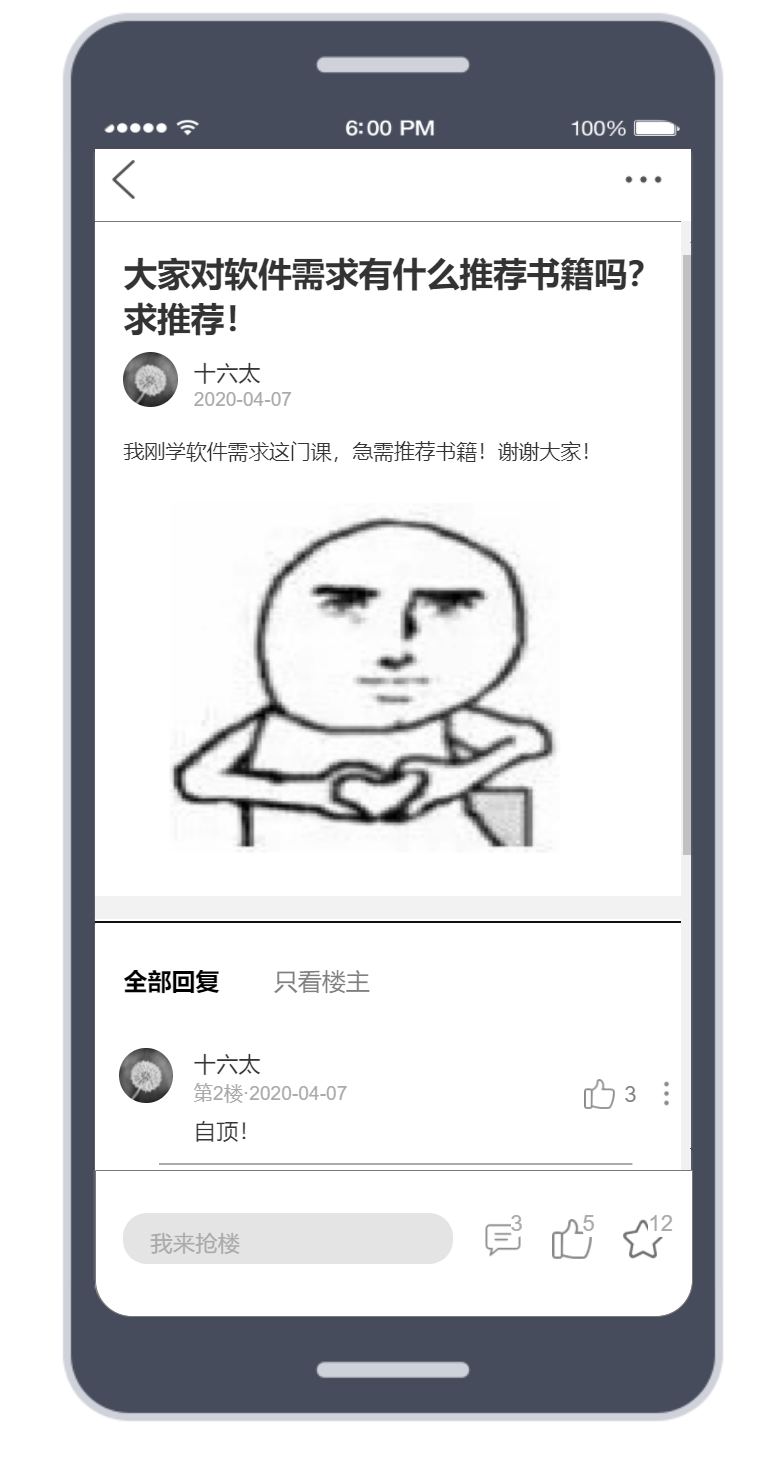 6:00 PM
100%
大家对软件需求有什么推荐书籍吗？
求推荐！
十六太
2020-04-07
我刚学软件需求这门课，急需推荐书籍！谢谢大家！
全部回复
只看楼主
十六太
第2楼·2020-04-07
3
自顶！
我来抢楼
3
5
12